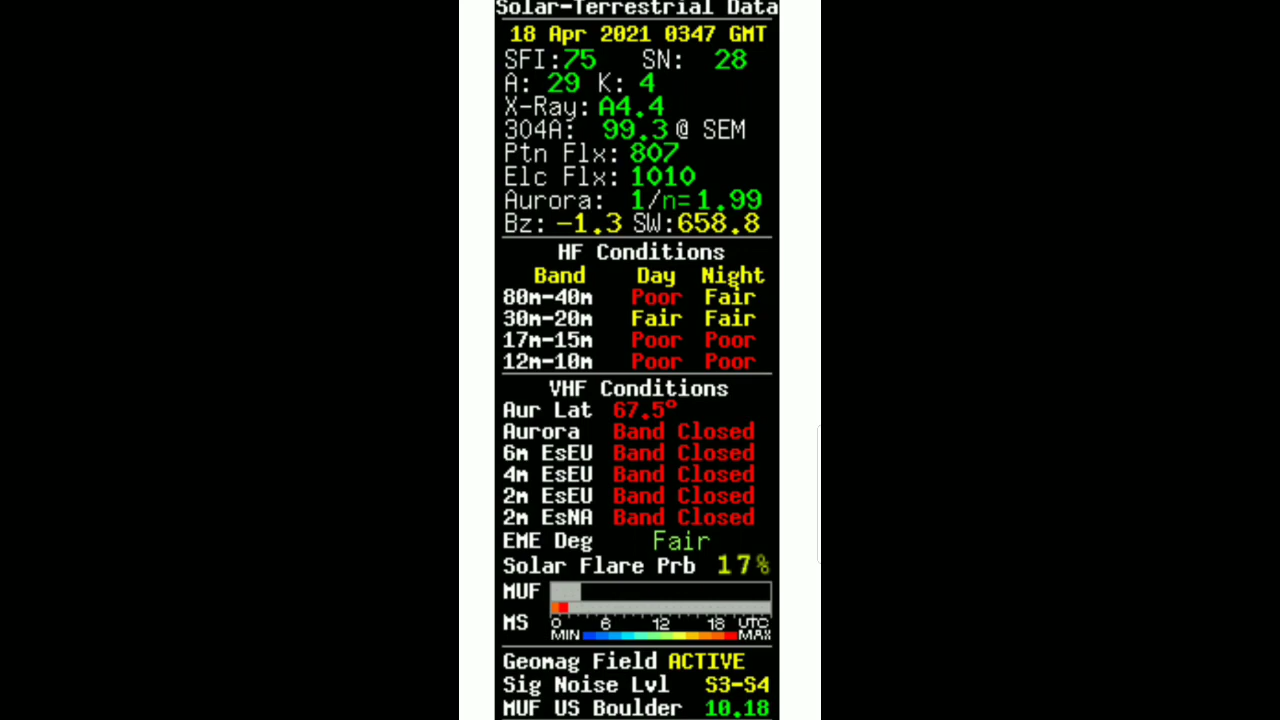 Solar-Terrestrial Data
18 Apr 2021 0347 GMT
SFI:75 SN: 28
A: 29 K: 4
X-Ray: A4.4
304A: 99.3 @ SEM
Ptn Flx: 807
Elc Flx: 1010
Aurora: 1/n=1.99
Bz: -1.3 SW:658.8
HF Conditions
Band Day Night
80m-40m Poor Fair
30m-20m Fair Fair
17m-15m Poor Poor
12m-10m Poor Poor
VHF Conditions
Aur Lat 67.5°
Aurora Band Closed
6m EsEU Band Closed
4m EsEU Band Closed
2m EsEU Band Closed
2m EsNA Band Closed
EME Deg Fair
Solar Flare Prb 17%
MUF
MS 0 6 12 18 UTC
MIN MAX
Geomag Field ACTIVE
Sig Noise Lvl S3-S4
MUF US Boulder 10.18